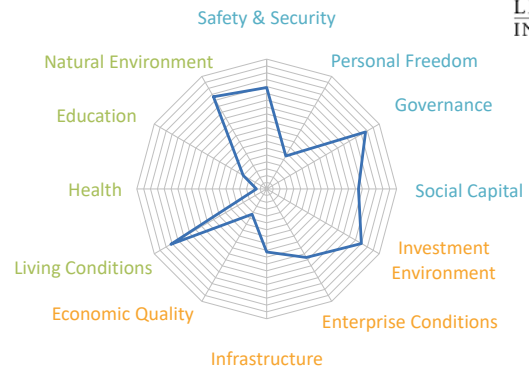 Safety & Security
Natural Environment
Personal Freedom
Education
Governance
Health
Social Capital
Investment
Environment
Living Conditions
Economic Quality
Enterprise Conditions
Infrastructure